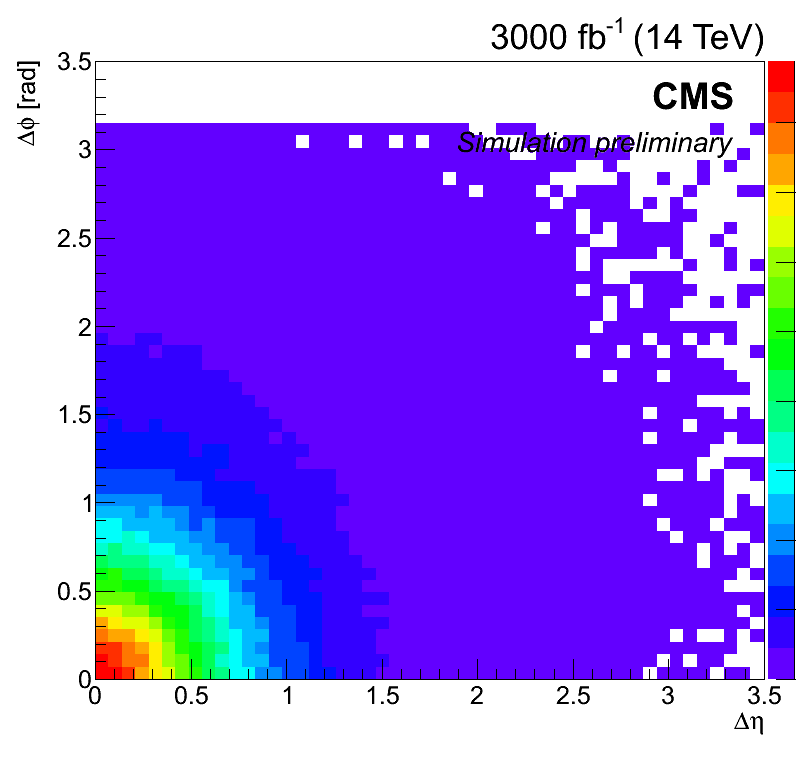 3000 fb-1 (14 TeV)
Δϕ [rad]
CMS
Simulation preliminary
3.5
3
2.5
2
1.5
1
0.5
0
0 0.5 1 1.5 2 2.5 3 3.5
Δη